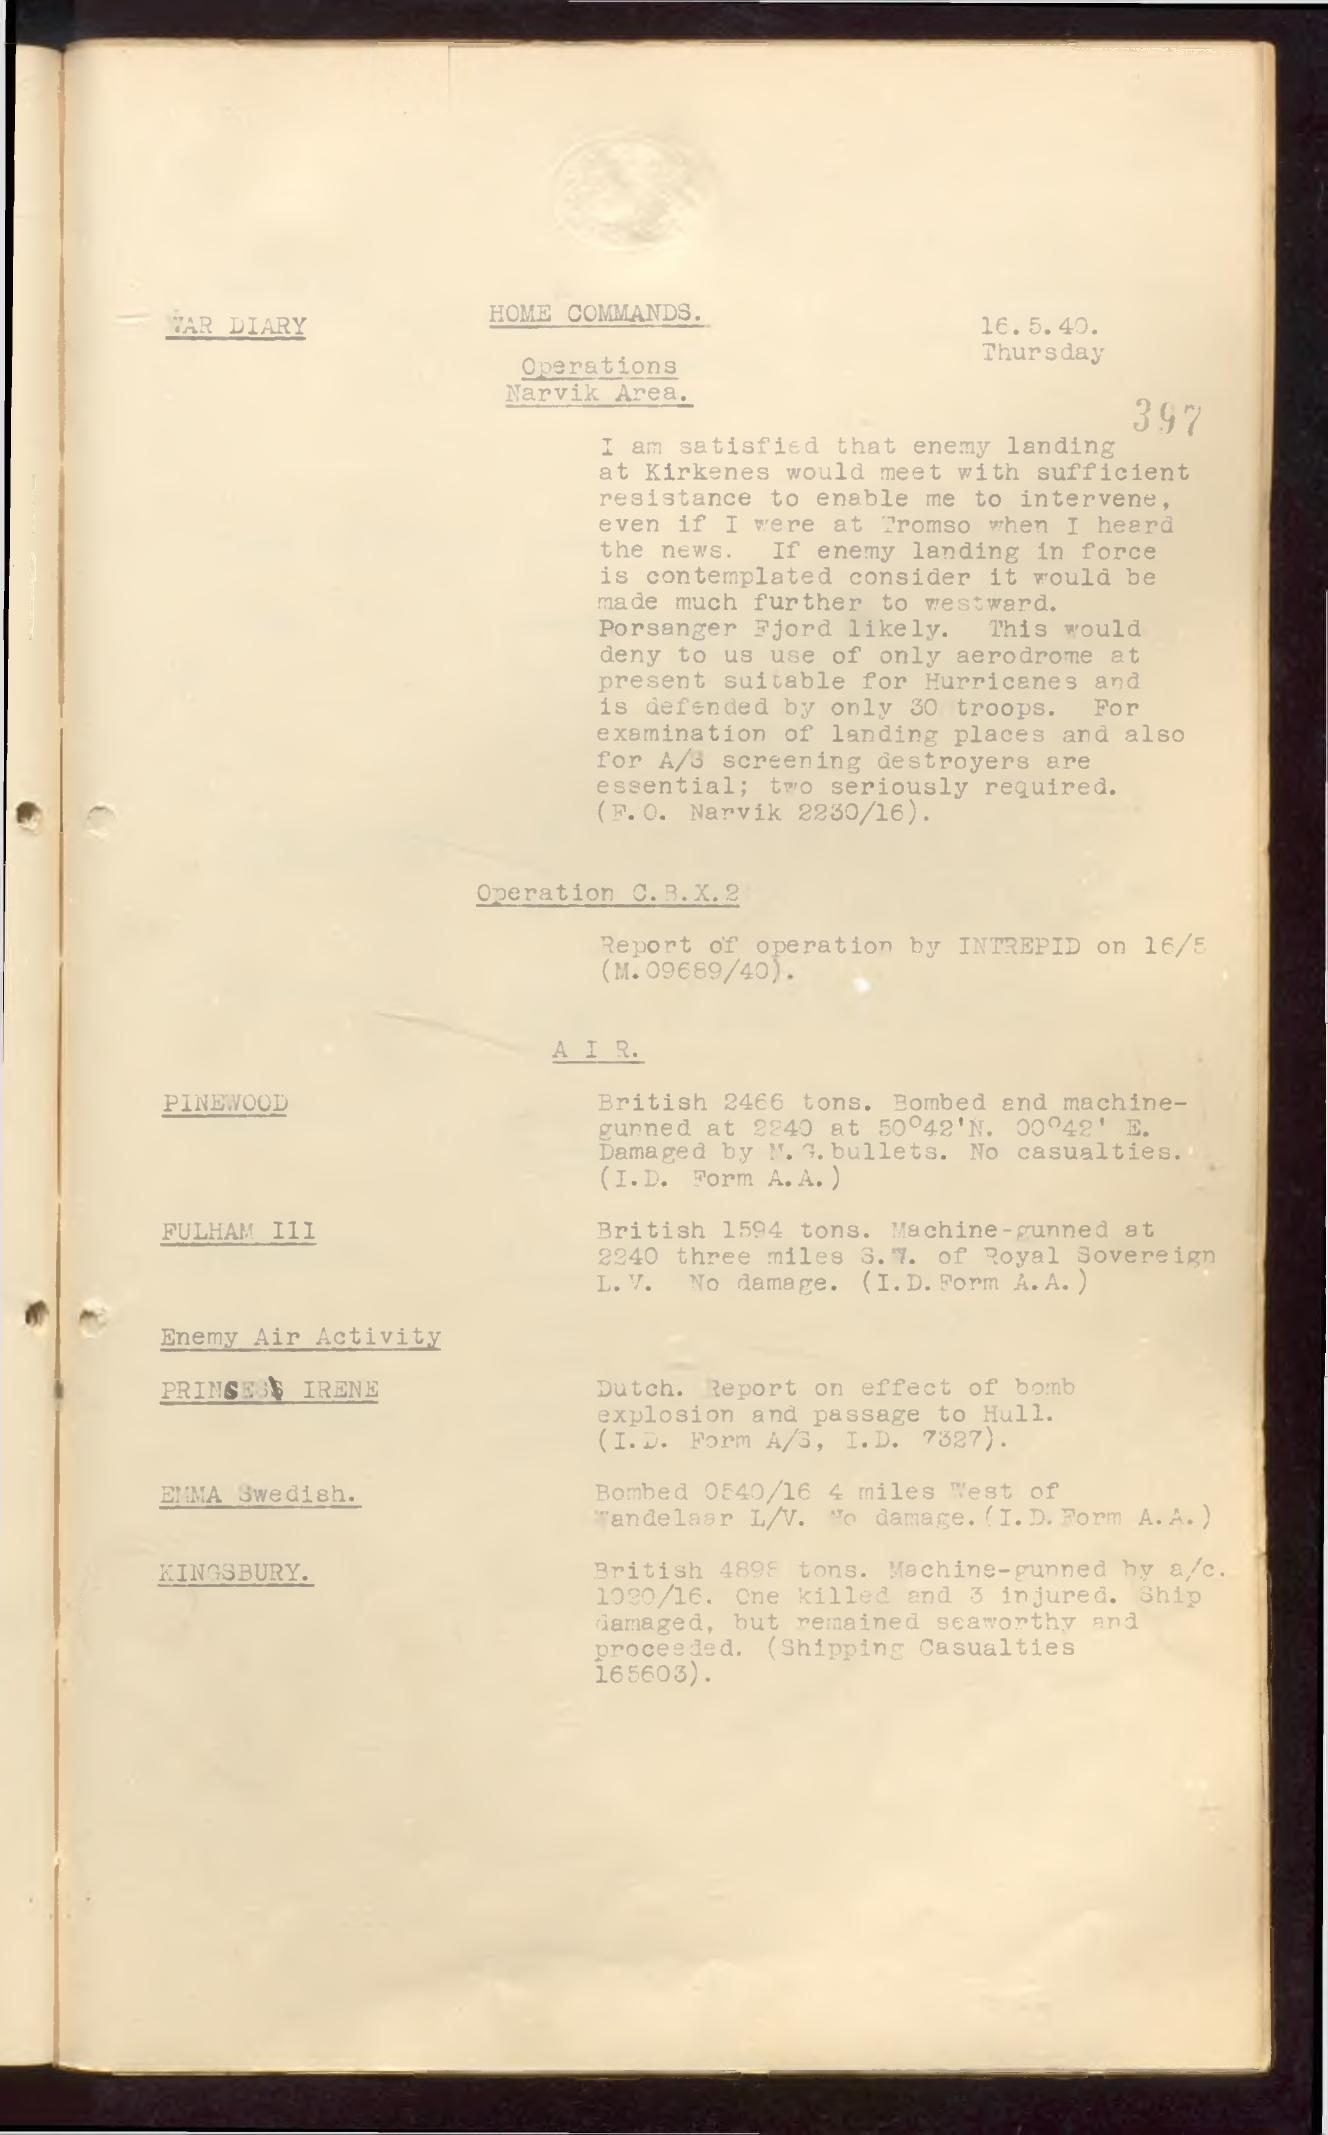 WAR DIARY
HOME COMMANDS.
16.5.40.
Thursday
Operations
Narvik Area.
397
I am satisfied that enemy landing
at Kirkenes would meet with sufficient
resistance to enable me to intervene,
even if I were at Tromso when I heard
the news. If enemy landing in force
is contemplated consider it would be
made much further to westward.
Porsanger Fjord likely. This would
deny to us use of only aerodrome at
present suitable for Hurricanes and
is defended by only 30 troops. For
examination of landing places and also
for A/S screening destroyers are
essential; two seriously required.
(F.O. Narvik 2230/16).
Operation C.B.X.2
Report of operation by INTREPID on 16/5
(M.09689/40).
A I R.
PINEWOOD
British 2466 tons. Bombed and machine-
gunned at 2240 at 50°42'N. 00°42' E.
Damaged by M.G.bullets. No casualties.
(I.D. Form A.A.)
FULHAM III
British 1594 tons. Machine-gunned at
2240 three miles S.W. of Royal Sovereign
L.V. No damage. (I.D.Form A.A.)
Enemy Air Activity
PRINSES IRENE
Dutch. Report on effect of bomb
explosion and passage to Hull.
(I.D. Form A/S, I.D. 7327).
EMMA Swedish.
Bombed 0540/16 4 miles West of
Wandelaar L/V. No damage.(I.D.Form A.A.)
KINGSBURY.
British 4898 tons. Machine-gunned by a/c.
1020/16. One killed and 3 injured. Ship
damaged, but remained seaworthy and
proceeded. (Shipping Casualties
165603).